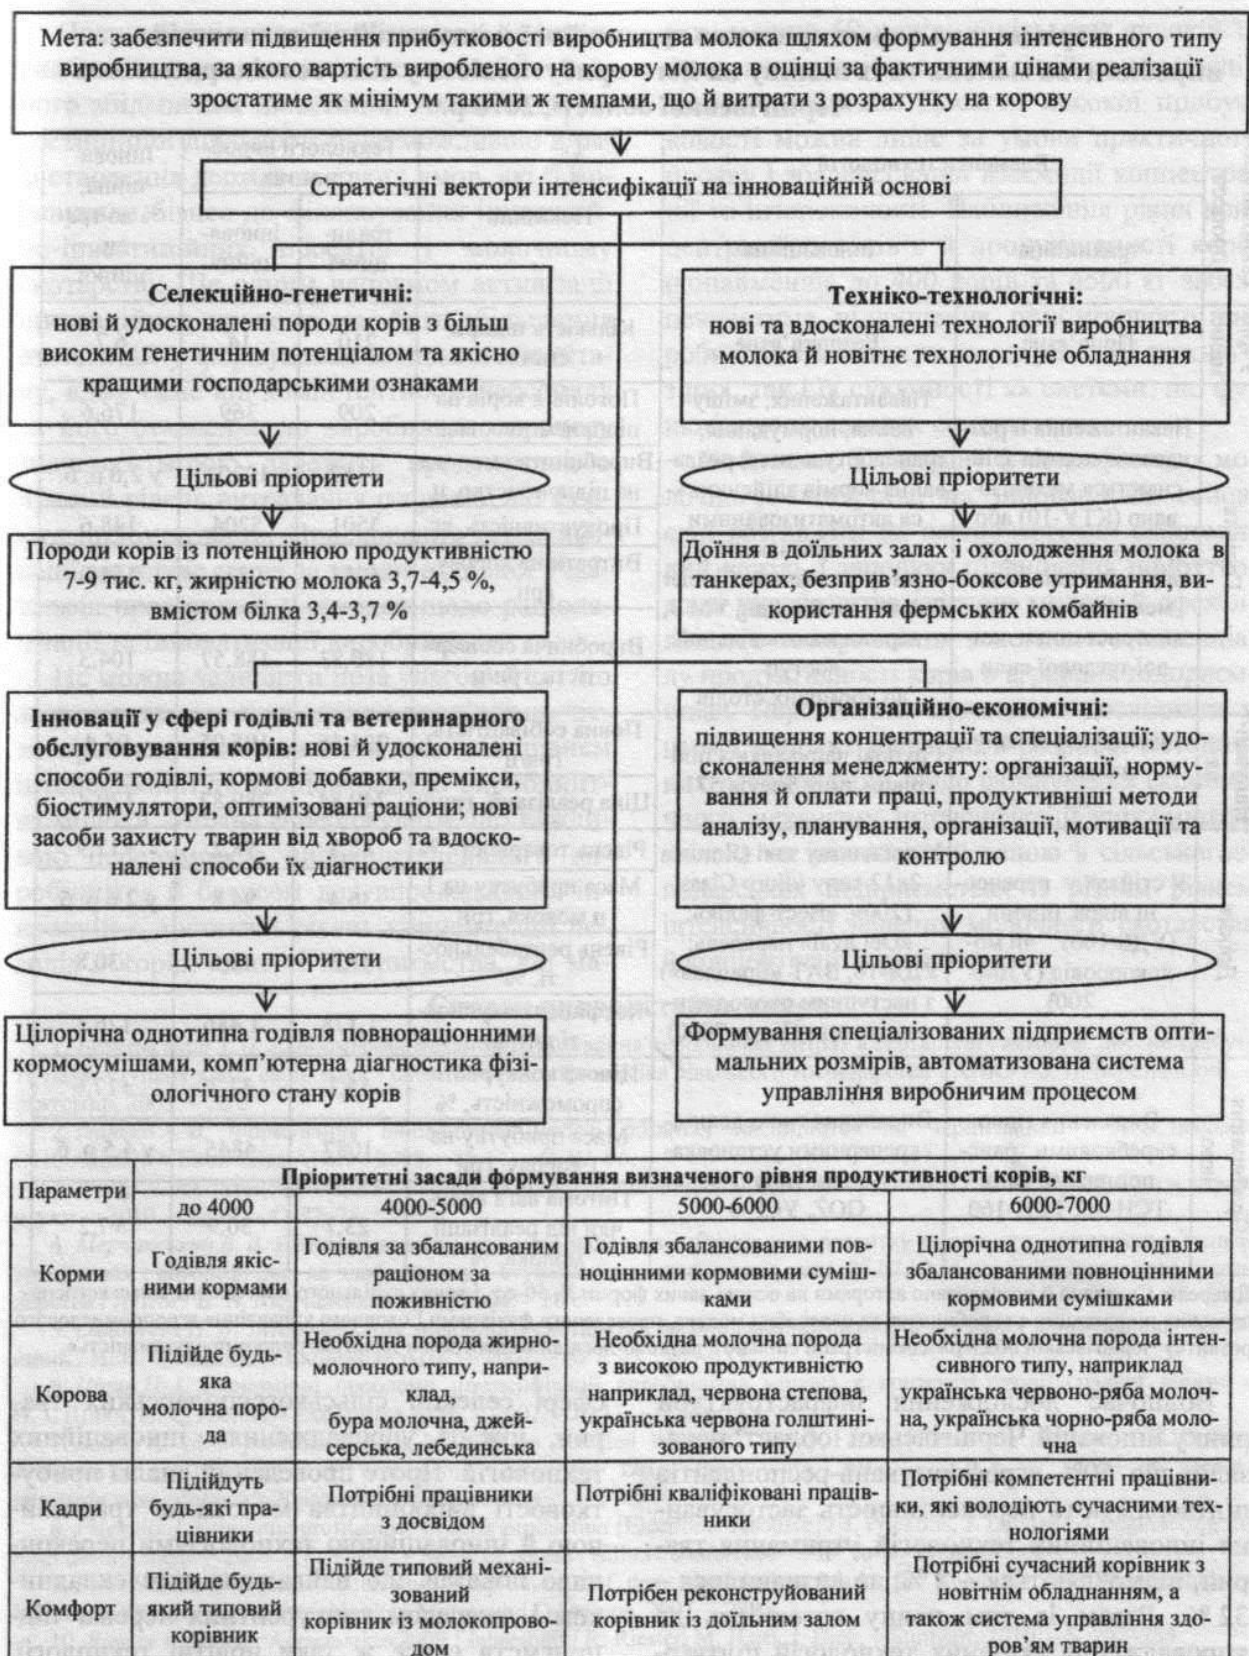 Мета: забезпечити підвищення прибутковості виробництва молока шляхом формування інтенсивного типу
виробництва, за якого вартість виробленого на корову молока в оцінці за фактичними цінами реалізації
зростатиме як мінімум такими ж темпами, що й витрати з розрахунку на корову
Стратегічні вектори інтенсифікації на інноваційній основі
Селекційно-генетичні:
нові й удосконалені породи корів з більш
високим генетичним потенціалом та якісно
кращими господарськими ознаками
Техніко-технологічні:
нові та вдосконалені технології виробництва
молока й новітнє технологічне обладнання
Цільові пріоритети
Цільові пріоритети
Породи корів із потенційною продуктивністю
7-9 тис. кг, жирністю молока 3,7-4,5 %,
вмістом білка 3,4-3,7 %
Доїння в доїльних залах і охолодження молока в
танкерах, безприв’язно-боксове утримання, ви-
користання фермських комбайнів
Інновації у сфері годівлі та ветеринарного
обслуговування корів: нові й удосконалені
способи годівлі, кормові добавки, премікси,
біостимулятори, оптимізовані раціони; нові
засоби захисту тварин від хвороб та вдоско-
налені способи їх діагностики
Організаційно-економічні:
підвищення концентрації та спеціалізації; удо-
сконалення менеджменту: організації, норму-
вання й оплати праці, продуктивніші методи
аналізу, планування, організації, мотивації та
контролю
Цільові пріоритети
Цільові пріоритети
Цілорічна однотипна годівля повнораціонними
кормосумішами, комп’ютерна діагностика фізі-
ологічного стану корів
Формування спеціалізованих підприємств опти-
мальних розмірів, автоматизована система
управління виробничим процесом
Параметри
Пріоритетні засади формування визначеного рівня продуктивності корів, кг
до 4000
4000-5000
5000-6000
6000-7000
Корми
Годівля якіс-
ними кормами
Годівля за збалансованим
раціоном за
поживністю
Годівля збалансованими пов-
ноцінними кормовими суміш-
ками
Цілорічна однотипна годівля
збалансованими повноцінними
кормовими сумішками
Корова
Підійде будь-
яка
молочна поро-
да
Необхідна порода жирно-
молочного типу, напри-
клад,
бура молочна, джей-
серська, лебединська
Необхідна молочна порода
з високою продуктивністю
наприклад, червона степова,
українська червона голштині-
зованого типу
Необхідна молочна порода інтен-
сивного типу, наприклад
українська червоно-ряба молоч-
на, українська чорно-ряба моло-
чна
Кадри
Підійдуть
будь-які пра-
цівники
Потрібні працівники
з досвідом
Потрібні кваліфіковані праців-
ники
Потрібні компетентні працівни-
ки, які володіють сучасними тех-
нологіями
Комфорт
Підійде будь-
який типовий
корівник
Підійде типовий механі-
зований
корівник із молокопрово-
дом
Потрібен реконструйований
корівник із доїльним залом
Потрібні сучасний корівник з
новітнім обладнанням, а
також система управління здо-
ров’ям тварин